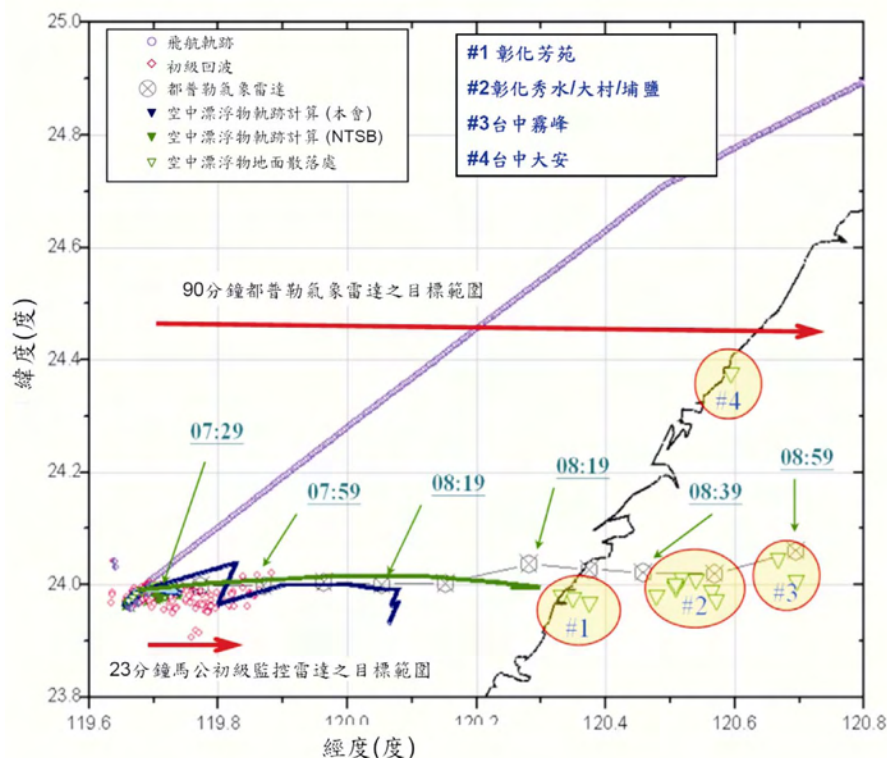 飛航軌跡
初級回波
都普勒氣象雷達
空中漂浮物軌跡計算 (本會)
空中漂浮物軌跡計算 (NTSB)
空中漂浮物地面散落處
#1 彰化芳苑
#2彰化秀水/大村/埔鹽
#3台中霧峰
#4台中大安
25.0
24.8
24.6
24.4
24.2
24.0
23.8
緯度(度)
90分鐘都普勒氣象雷達之目標範圍
#4
07:29
07:59
08:19
08:19
08:39
08:59
#1
#2
#3
23分鐘馬公初級監控雷達之目標範圍
119.6
119.8
120.0
120.2
120.4
120.6
120.8
經度(度)